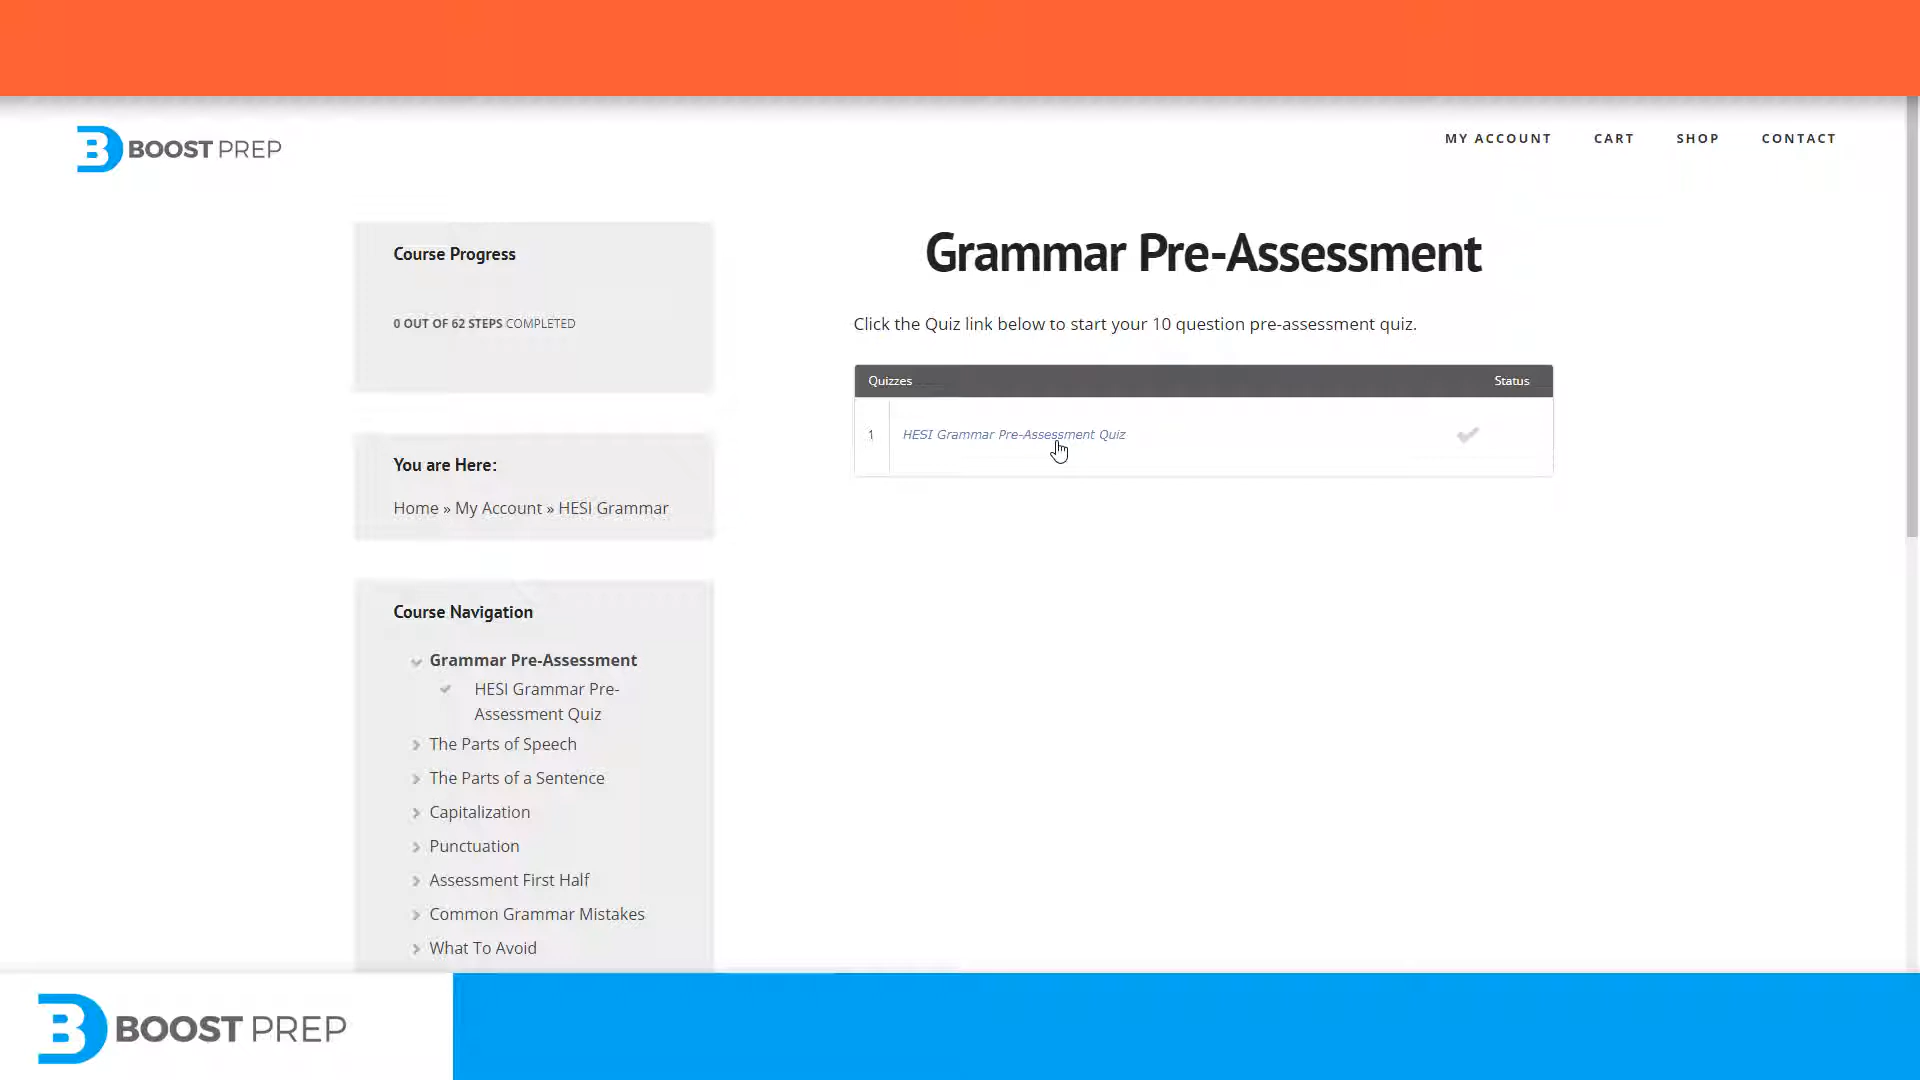 BOOST PREP
MY ACCOUNT CART SHOP CONTACT
Course Progress
0 OUT OF 62 STEPS COMPLETED
You are Here:
Home » My Account » HESI Grammar
Course Navigation
Grammar Pre-Assessment
HESI Grammar Pre-
Assessment Quiz
The Parts of Speech
The Parts of a Sentence
Capitalization
Punctuation
Assessment First Half
Common Grammar Mistakes
What To Avoid
Grammar Pre-Assessment
Click the Quiz link below to start your 10 question pre-assessment quiz.
Quizzes Status
1 HESI Grammar Pre-Assessment Quiz
BOOST PREP